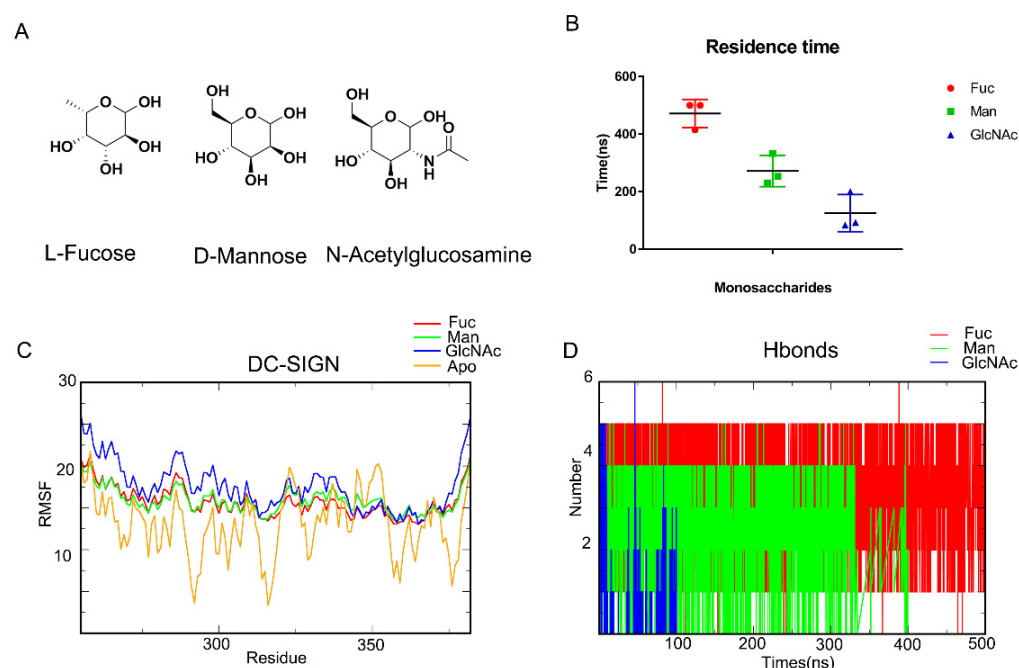 A
OH
O
OH
HO
OH
OH
OH
O
OH
HO
OH
OH
OH
O
OH
O
HO
N
H
OH
L-Fucose
D-Mannose
N-Acetylglucosamine
B
Residence time
600
400
200
0
Time(ns)
Monosaccharides
Fuc
Man
GlcNAc
C
DC-SIGN
Fuc
Man
GlcNAc
Apo
30
20
10
RMSF
300
350
Residue
D
Hbonds
Fuc
Man
GlcNAc
6
4
2
Number
100
200
300
400
500
Times(ns)